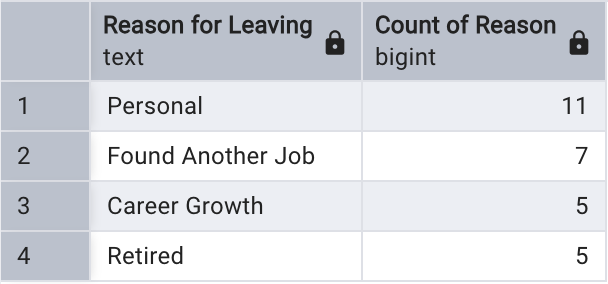 Reason for Leaving Count of Reason
text bigint
1 Personal 11
2 Found Another Job 7
3 Career Growth 5
4 Retired 5